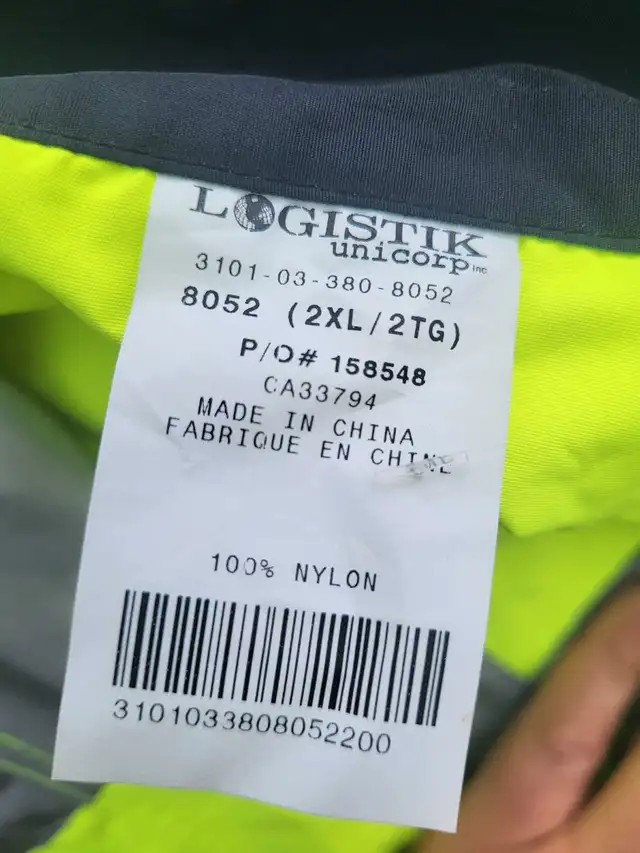 LOGISTIK
unicorp inc
3101-03-380-8052
8052 (2XL/2TG)
P/O# 158548
CA33794
MADE IN CHINA
FABRIQUE EN CHINE
100% NYLON
3101033808052200